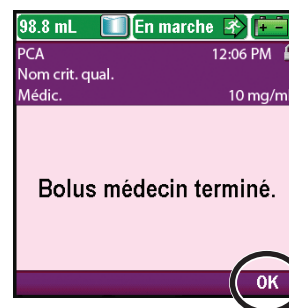 98.8 mL En marche
PCA 12:06 PM
Nom crit. qual.
Médic. 10 mg/ml
Bolus médecin terminé.
OK